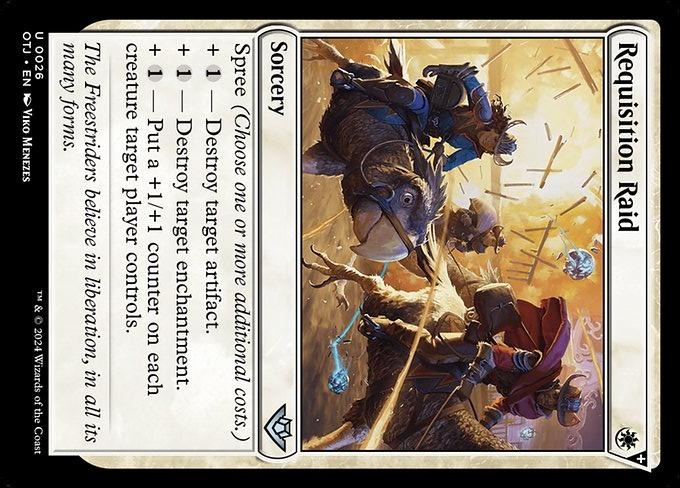 Requisition Raid
Sorcery
Spree (Choose one or more additional costs.)
+ 1 — Destroy target artifact.
+ 1 — Destroy target enchantment.
+ 1 — Put a +1/+1 counter on each
creature target player controls.
The Freestriders believe in liberation, in all its
many forms.
U 0026
OTJ • EN Viko Menezes
™ & © 2024 Wizards of the Coast